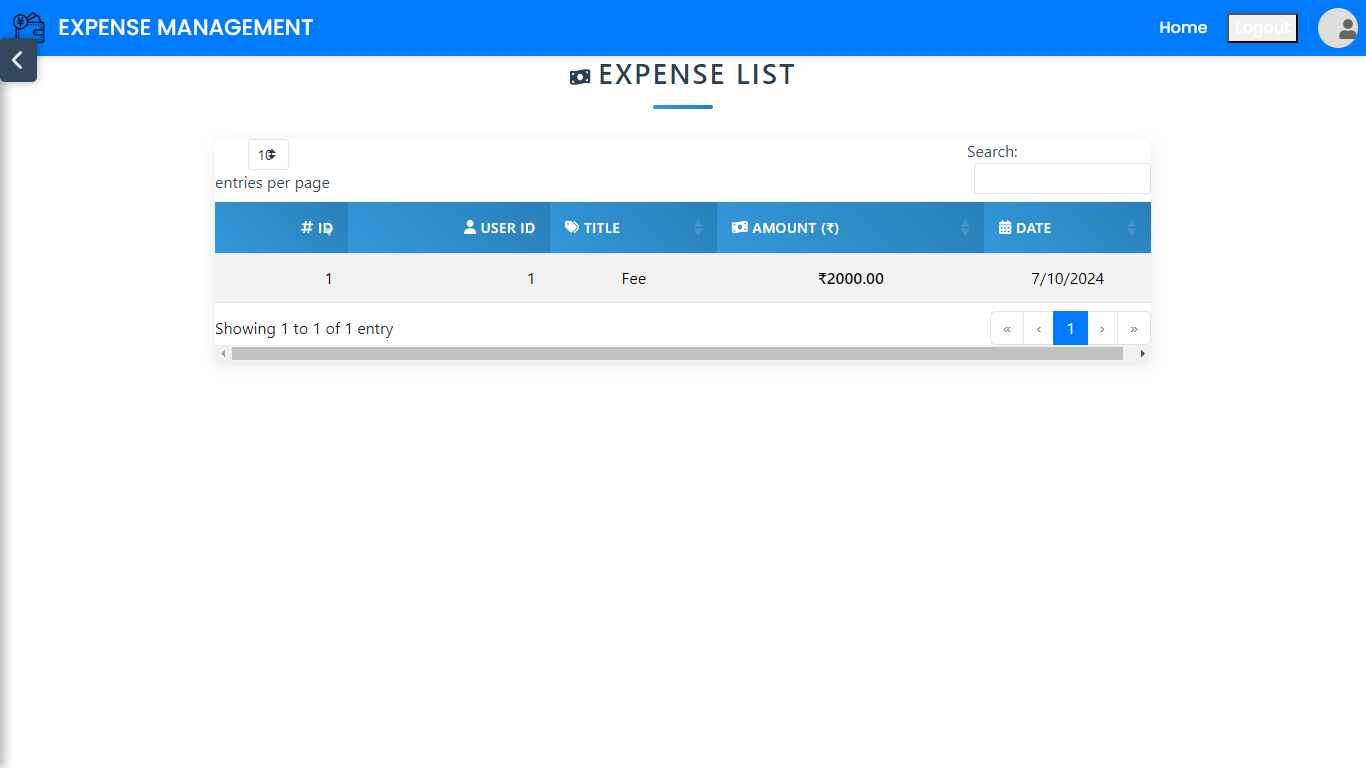 EXPENSE MANAGEMENT
Home Logout
EXPENSE LIST
10
entries per page
Search:
# ID USER ID TITLE AMOUNT (₹) DATE
1 1 Fee ₹2000.00 7/10/2024
Showing 1 to 1 of 1 entry
« ‹ 1 › »